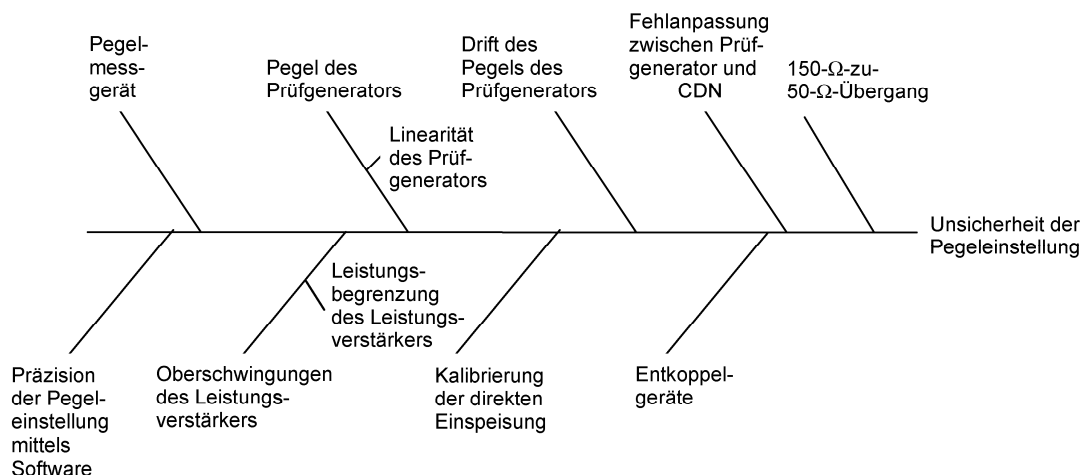 Pegel-
mess-
gerät
Pegel des
Prüfgenerators
Linearität
des Prüf-
generators
Drift des
Pegels des
Prüfgenerators
Fehlanpassung
zwischen Prüf-
generator und
CDN
150-Ω-zu-
50-Ω-Übergang
Unsicherheit der
Pegeleinstellung
Präzision
der Pegel-
einstellung
mittels
Software
Oberschwingungen
des Leistungs-
verstärkers
Leistungs-
begrenzung
des Leistungs-
verstärkers
Kalibrierung
der direkten
Einspeisung
Entkoppel-
geräte